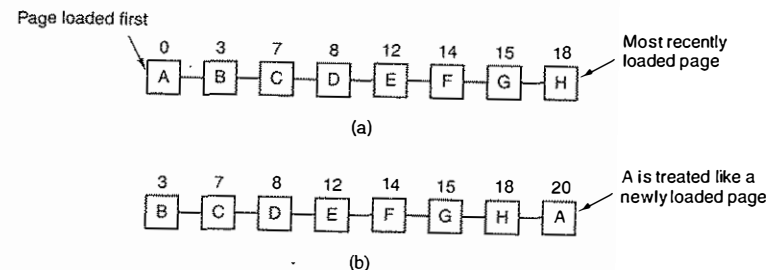 Page loaded first
0 3 7 8 12 14 15 18
A B C D E F G H
Most recently
loaded page
(a)
3 7 8 12 14 15 18 20
B C D E F G H A
A is treated like a
newly loaded page
(b)